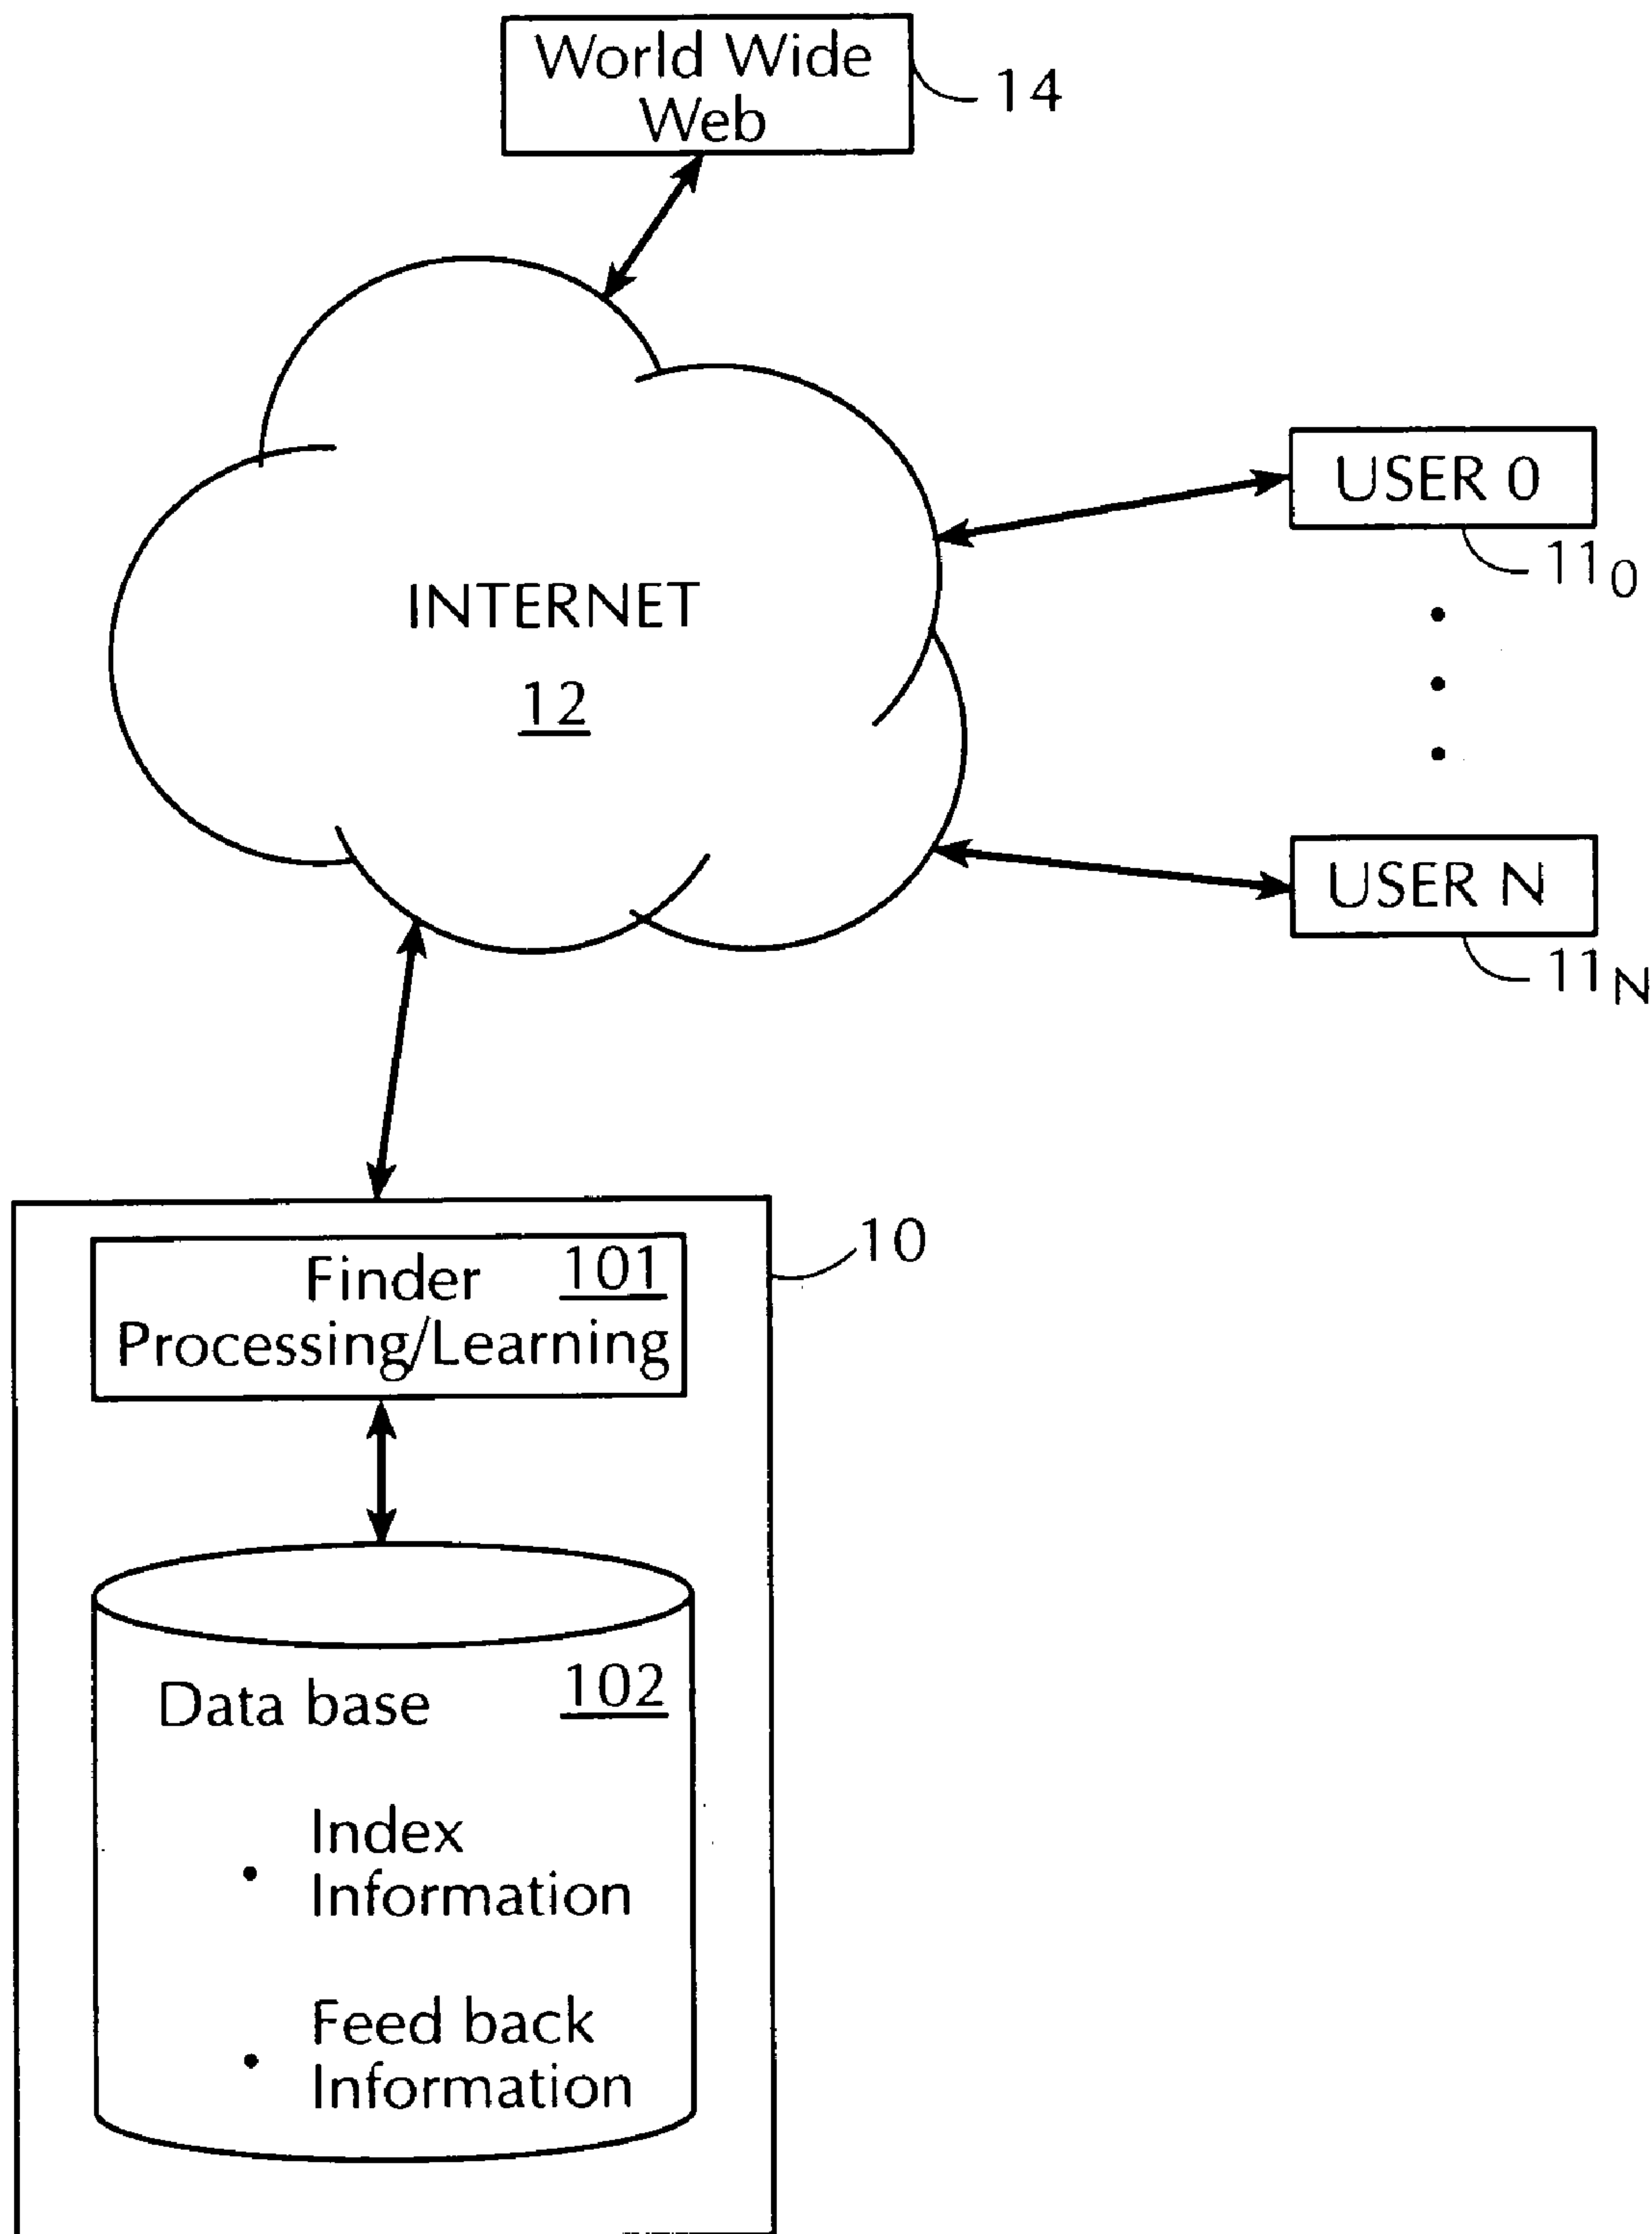 World Wide
Web
14
USER 0
11₀
INTERNET
12
USER N
11N
10
Finder 101
Processing/Learning
Data base 102
• Index
Information
• Feed back
Information